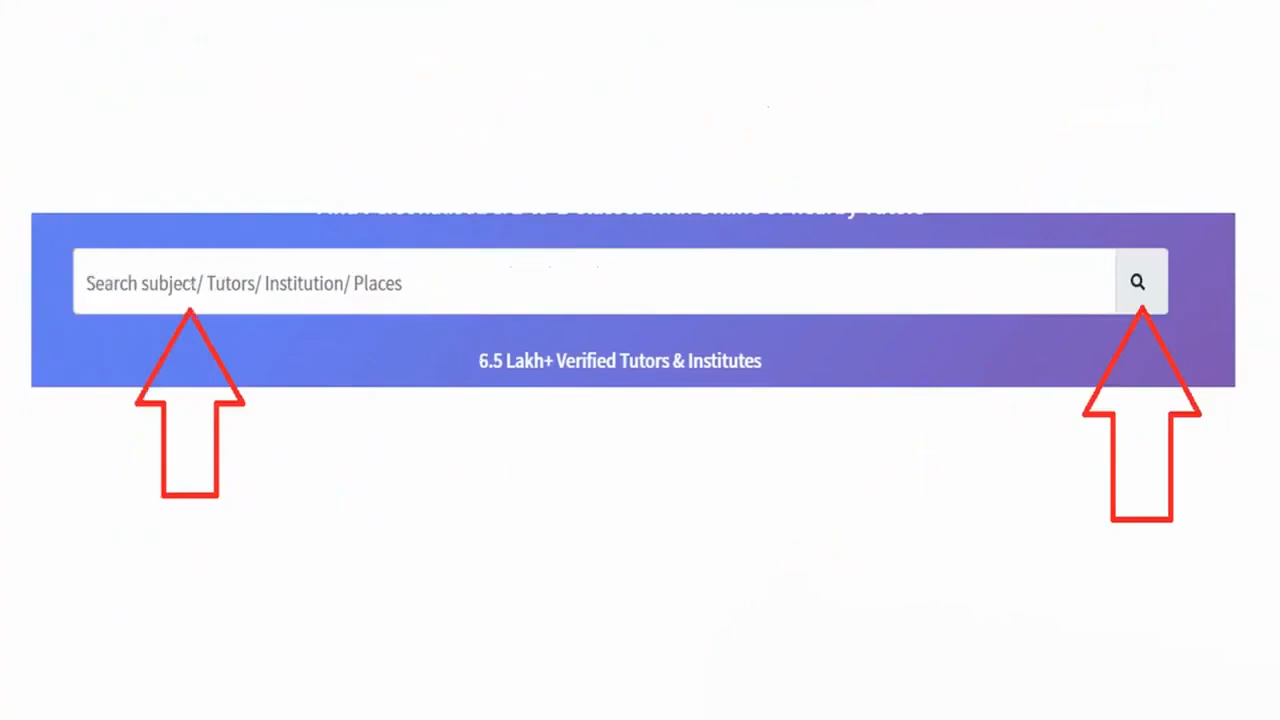 Search subject/ Tutors/ Institution/ Places
6.5 Lakh+ Verified Tutors & Institutes